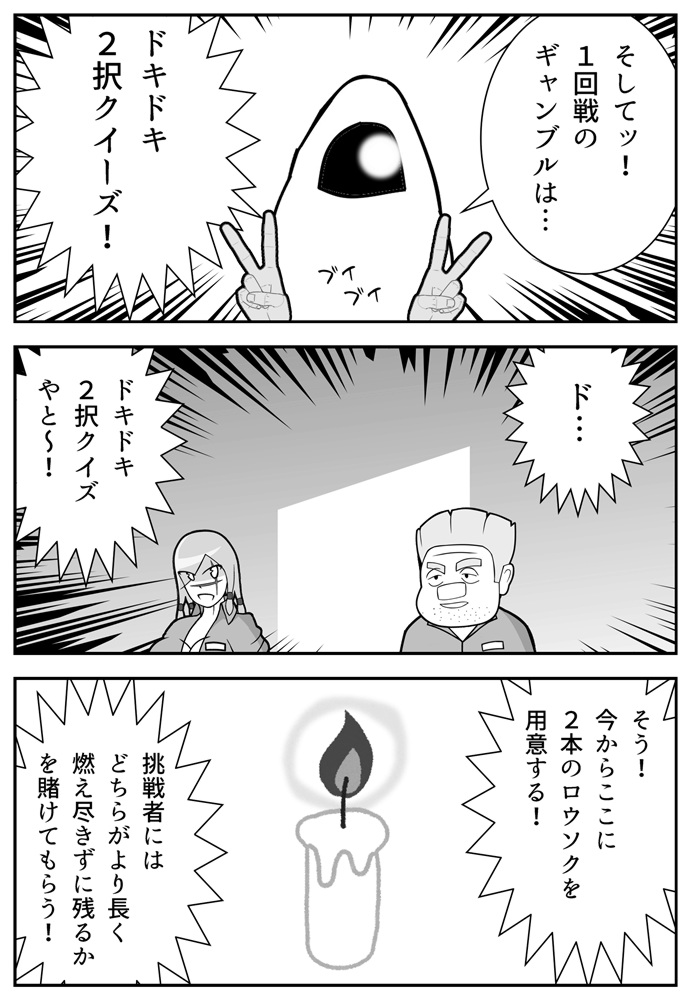 そしてッ！
１回戦の
ギャンブルは…
ドキドキ
２択クイーズ！
ブイ
ブイ
ド…
ドキドキ
２択クイズ
やと〜！
そう！
今からここに
２本のロウソクを
用意する！
挑戦者には
どちらがより長く
燃え尽きずに残るか
を賭けてもらう！